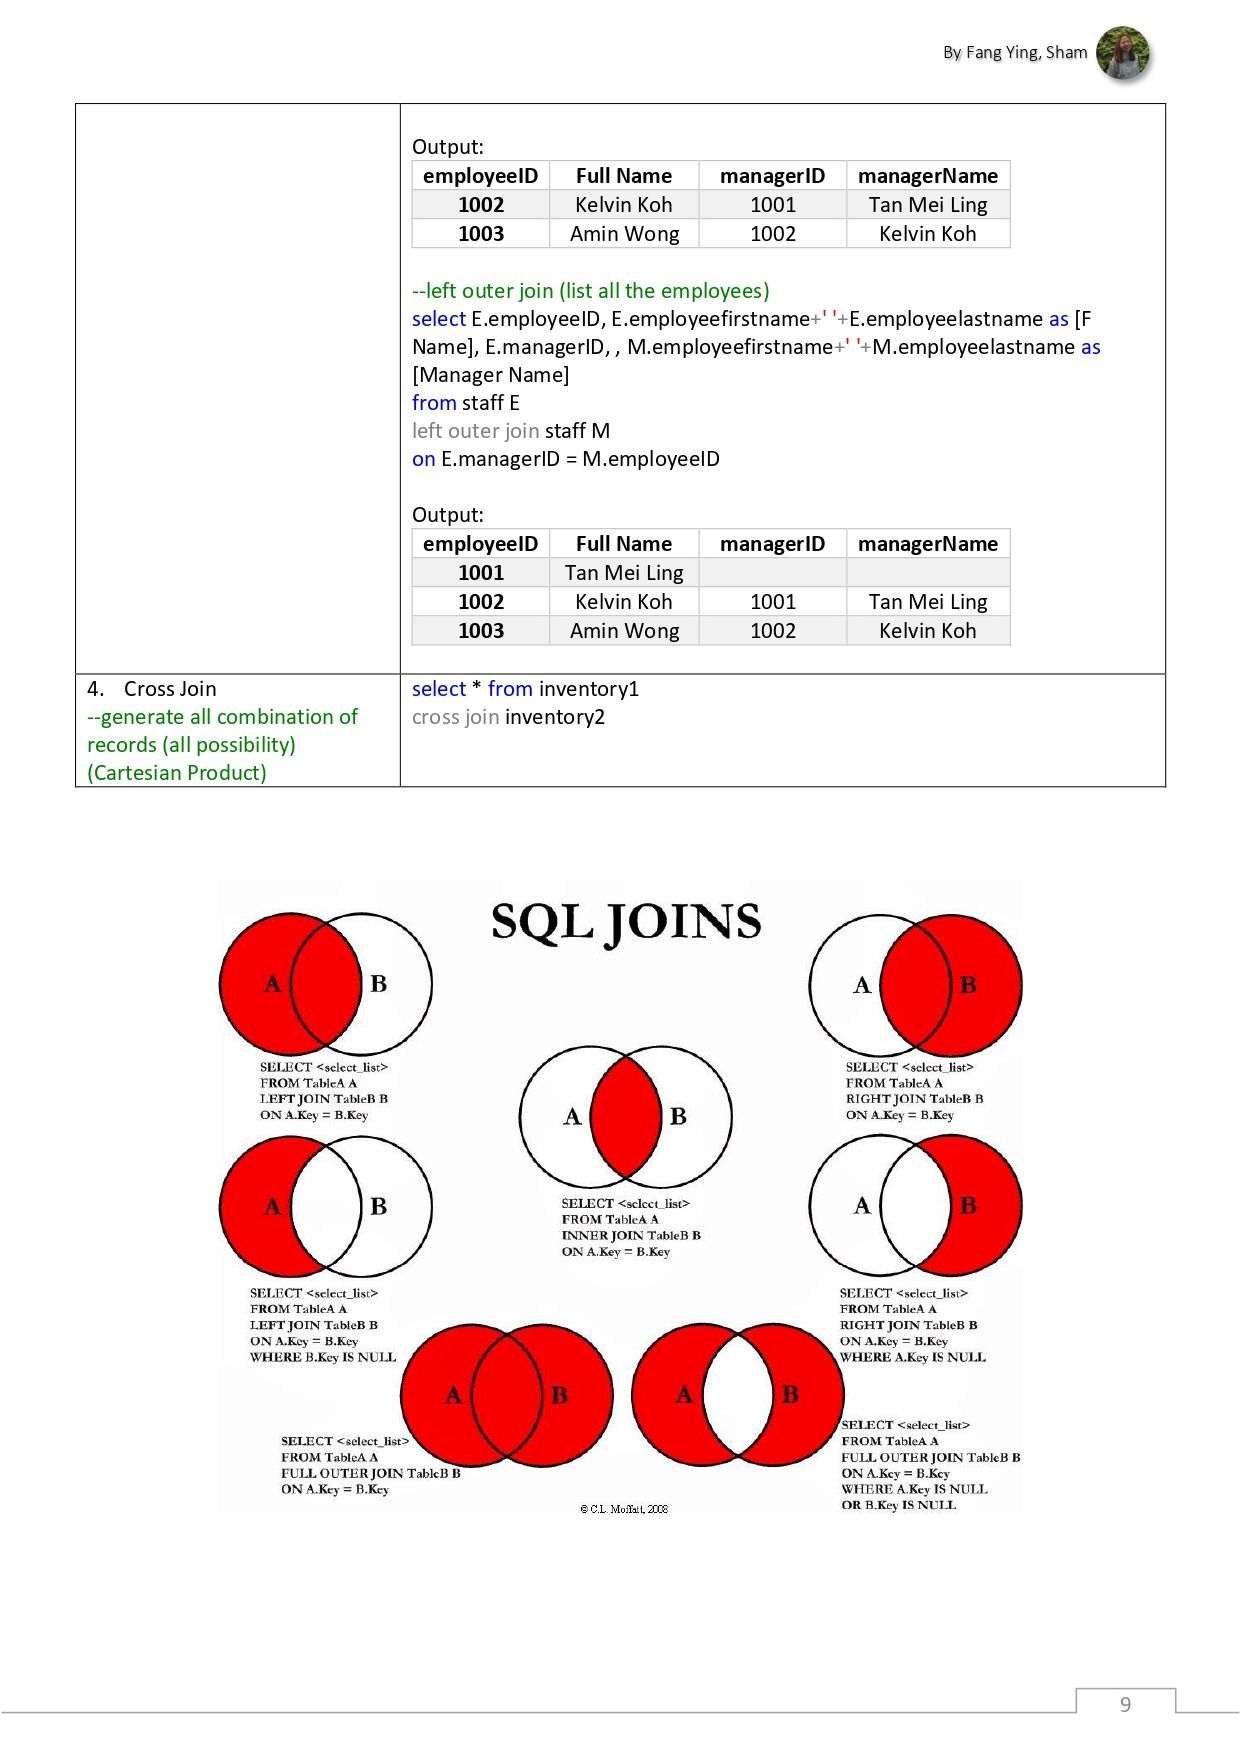 By Fang Ying, Sham
Output:
employeeID Full Name managerID managerName
1002 Kelvin Koh 1001 Tan Mei Ling
1003 Amin Wong 1002 Kelvin Koh
--left outer join (list all the employees)
select E.employeeID, E.employeefirstname+' '+E.employeelastname as [F
Name], E.managerID, , M.employeefirstname+' '+M.employeelastname as
[Manager Name]
from staff E
left outer join staff M
on E.managerID = M.employeeID
Output:
employeeID Full Name managerID managerName
1001 Tan Mei Ling
1002 Kelvin Koh 1001 Tan Mei Ling
1003 Amin Wong 1002 Kelvin Koh
4. Cross Join
--generate all combination of
records (all possibility)
(Cartesian Product)
select * from inventory1
cross join inventory2
SQL JOINS
A B
SELECT <select_list>
FROM TableA A
LEFT JOIN TableB B
ON A.Key = B.Key
A B
SELECT <select_list>
FROM TableA A
RIGHT JOIN TableB B
ON A.Key = B.Key
A B
SELECT <select_list>
FROM TableA A
INNER JOIN TableB B
ON A.Key = B.Key
A B
SELECT <select_list>
FROM TableA A
LEFT JOIN TableB B
ON A.Key = B.Key
WHERE B.Key IS NULL
A B
SELECT <select_list>
FROM TableA A
RIGHT JOIN TableB B
ON A.Key = B.Key
WHERE A.Key IS NULL
A B
SELECT <select_list>
FROM TableA A
FULL OUTER JOIN TableB B
ON A.Key = B.Key
A B
SELECT <select_list>
FROM TableA A
FULL OUTER JOIN TableB B
ON A.Key = B.Key
WHERE A.Key IS NULL
OR B.Key IS NULL
© C.L. Moffatt, 2008
9